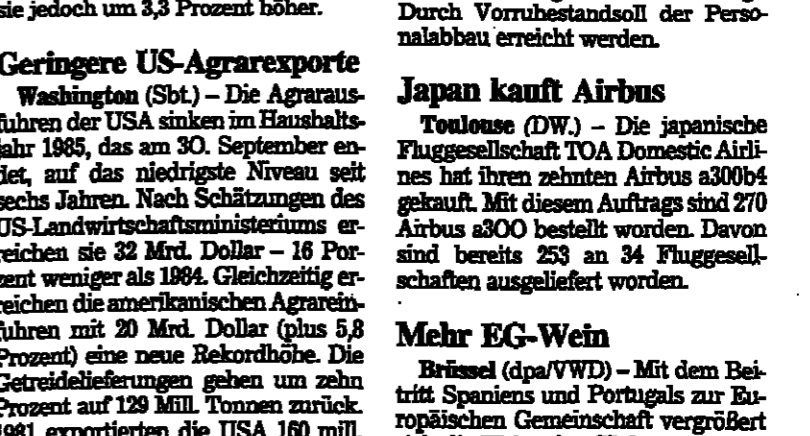 sie jedoch um 3,3 Prozent höher.
Geringere US-Agrarexporte
Washington (Sbt.) – Die Agraraus-
fuhren der USA sinken im Haushalts-
jahr 1985, das am 30. September en-
det, auf das niedrigste Niveau seit
sechs Jahren. Nach Schätzungen des
US-Landwirtschaftsministeriums er-
reichen sie 32 Mrd. Dollar – 16 Por-
zent weniger als 1984. Gleichzeitig er-
reichen die amerikanischen Agrarein-
fuhren mit 20 Mrd. Dollar (plus 5,8
Prozent) eine neue Rekordhöhe. Die
Getreidelieferungen gehen um zehn
Prozent auf 129 Mill. Tonnen zurück.
1981 exportierten die USA 160 mill.
Durch Vorruhestandsoll der Perso-
nalabbau erreicht werden.
Japan kauft Airbus
Toulouse (DW.) – Die japanische
Fluggesellschaft TOA Domestic Airli-
nes hat ihren zehnten Airbus a300b4
gekauft. Mit diesem Auftrags sind 270
Airbus a300 bestellt worden. Davon
sind bereits 253 an 34 Fluggesell-
schaften ausgeliefert worden.
Mehr EG-Wein
Brüssel (dpa/VWD) – Mit dem Bei-
tritt Spaniens und Portugals zur Eu-
ropäischen Gemeinschaft vergrößert